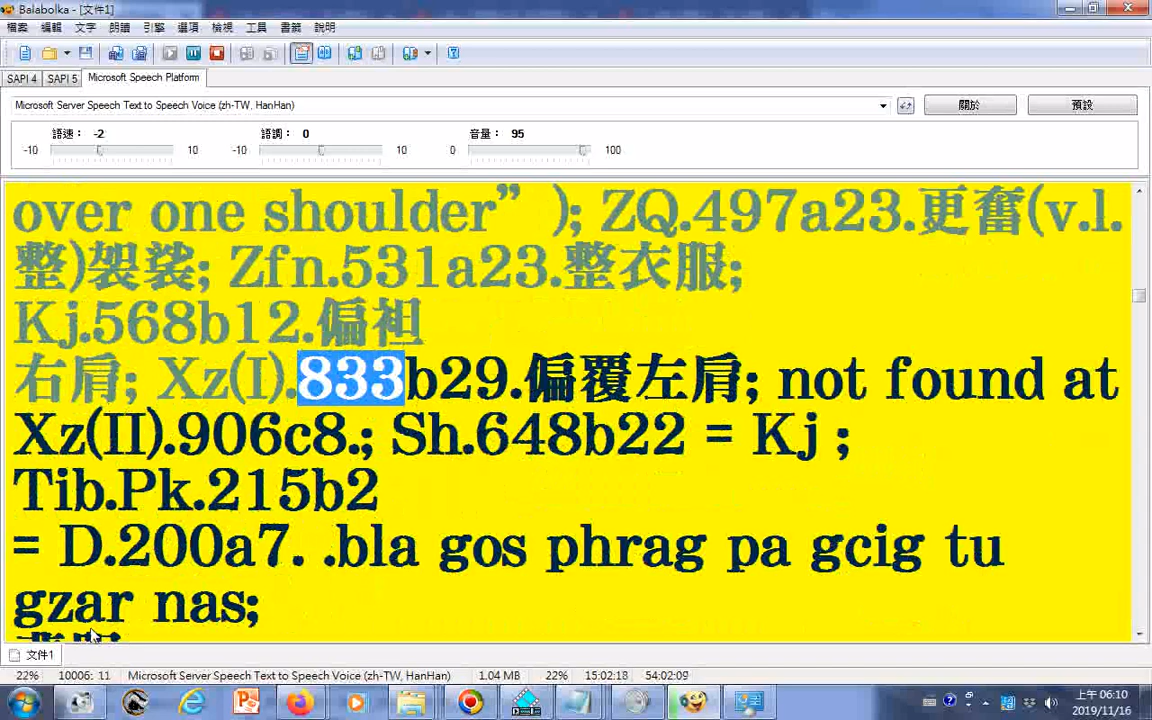 Balabolka - [文件1]
檔案 編輯 文字 朗讀 引擎 選項 檢視 工具 書籤 說明
SAPI 4 SAPI 5 Microsoft Speech Platform
Microsoft Server Speech Text to Speech Voice (zh-TW, HanHan) 關於 預設
語速： -2 語調： 0 音量： 95
-10 10 -10 10 0 100
over one shoulder” ); ZQ.497a23.更奮(v.l.
整)袈裟; Zfn.531a23.整衣服;
Kj.568b12.偏袒
右肩; Xz(I).833b29.偏覆左肩; not found at
Xz(II).906c8.; Sh.648b22 = Kj ;
Tib.Pk.215b2
= D.200a7. .bla gos phrag pa gcig tu
gzar nas;
文件1
22% 10006: 11 Microsoft Server Speech Text to Speech Voice (zh-TW, HanHan) 1.04 MB 22% 15:02:18 54:02:09
上午 06:10
2019/11/16